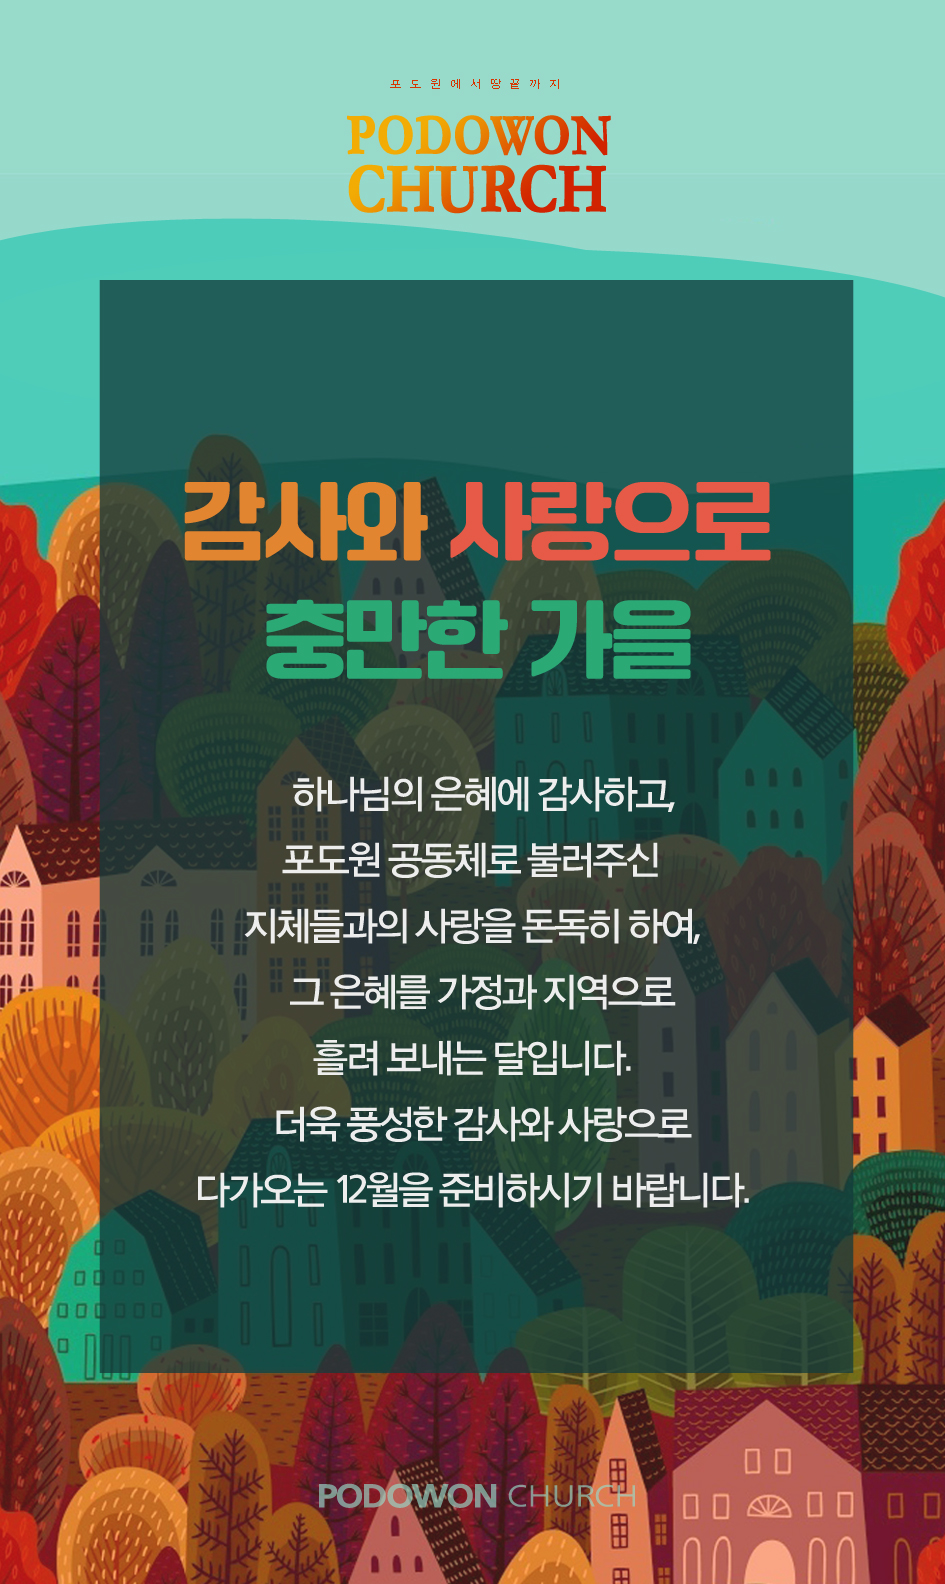 포도원에서땅끝까지
PODOWON
CHURCH
감사와 사랑으로
충만한 가을
하나님의 은혜에 감사하고,
포도원 공동체로 불러주신
지체들과의 사랑을 돈독히 하여,
그 은혜를 가정과 지역으로
흘려 보내는 달입니다.
더욱 풍성한 감사와 사랑으로
다가오는 12월을 준비하시기 바랍니다.
PODOWON CHURCH